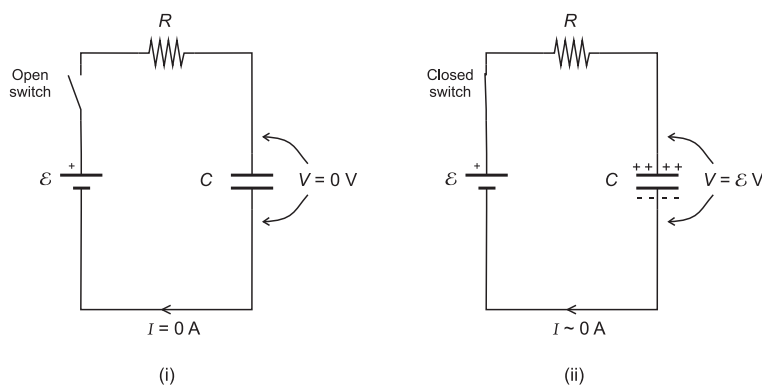 R
Open
switch
+
ℰ
C
V = 0 V
I = 0 A
(i)
R
Closed
switch
+
ℰ
C
+ + + +
- - - -
V = ℰ V
I ~ 0 A
(ii)